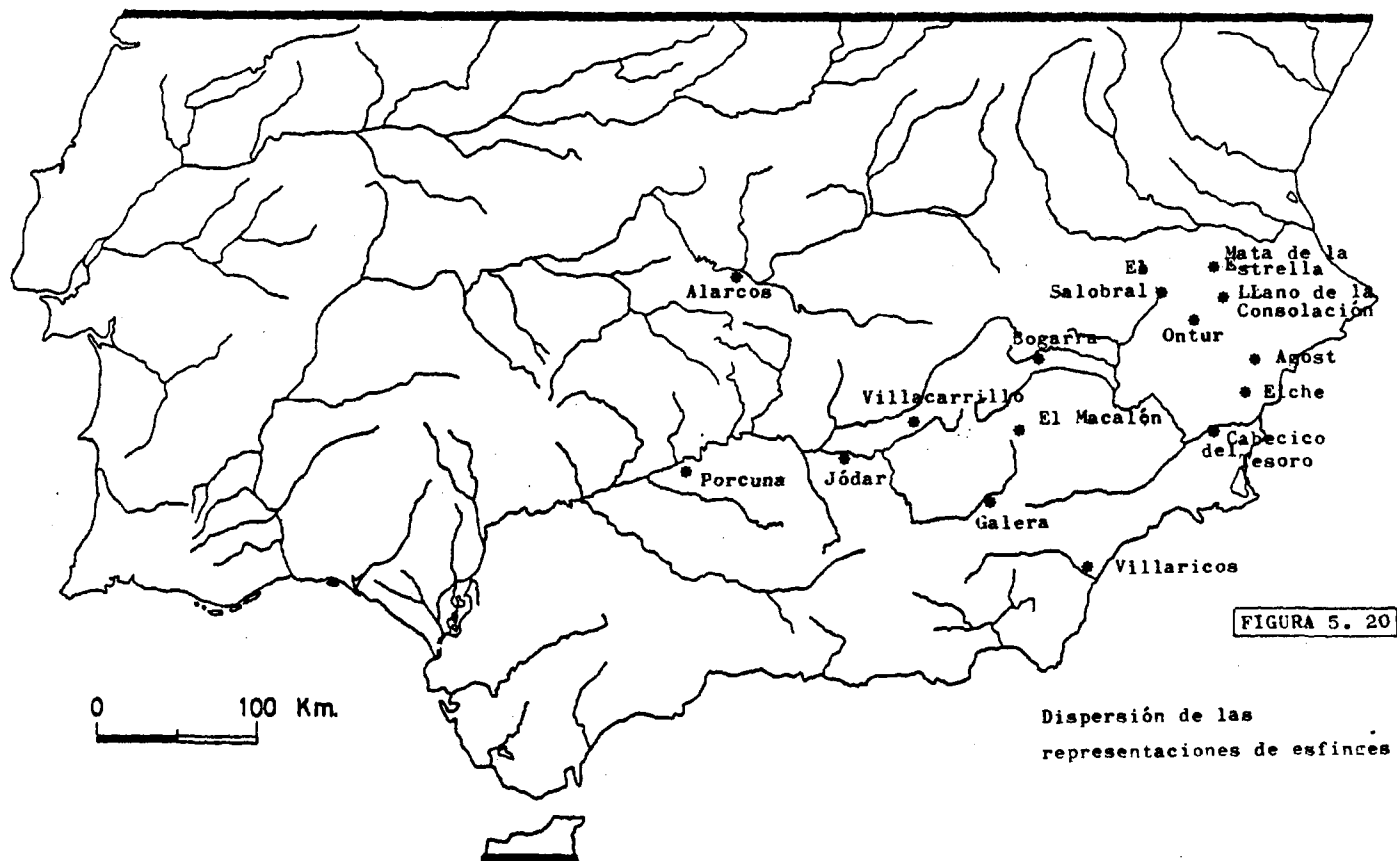 Mata de la
Estrella
El
Salobral
LLano de la
Consolación
Alarcos
Ontur
Bogarra
Agost
Elche
Villacarrillo
El Macalón
Cabecico
del Tesoro
Porcuna
Jódar
Galera
Villaricos
FIGURA 5. 20
0 100 Km.
Dispersión de las
representaciones de esfinges